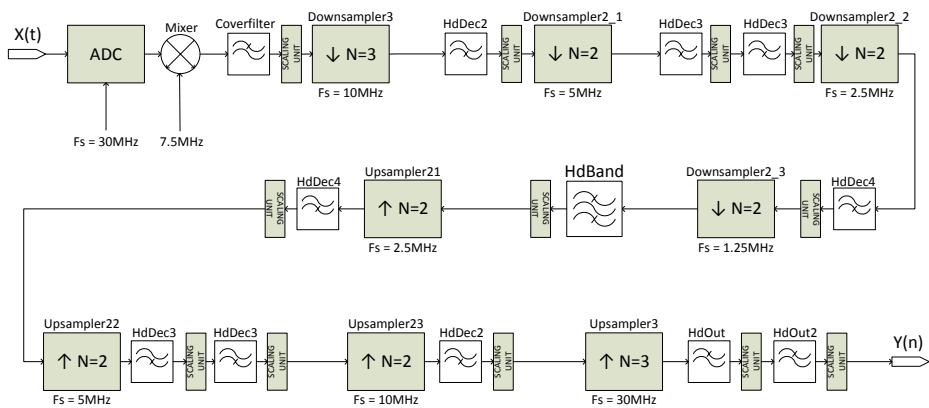 X(t)
ADC
Fs = 30MHz
Mixer
7.5MHz
Coverfilter
SCALING UNIT
Downsampler3
↓ N=3
Fs = 10MHz
HdDec2
SCALING UNIT
Downsampler2_1
↓ N=2
Fs = 5MHz
HdDec3
SCALING UNIT
HdDec3
SCALING UNIT
Downsampler2_2
↓ N=2
Fs = 2.5MHz
HdDec4
SCALING UNIT
Downsampler2_3
↓ N=2
Fs = 1.25MHz
HdBand
SCALING UNIT
Upsampler21
↑ N=2
Fs = 2.5MHz
HdDec4
SCALING UNIT
Upsampler22
↑ N=2
Fs = 5MHz
HdDec3
SCALING UNIT
HdDec3
SCALING UNIT
Upsampler23
↑ N=2
Fs = 10MHz
HdDec2
SCALING UNIT
Upsampler3
↑ N=3
Fs = 30MHz
HdOut
SCALING UNIT
HdOut2
SCALING UNIT
Y(n)